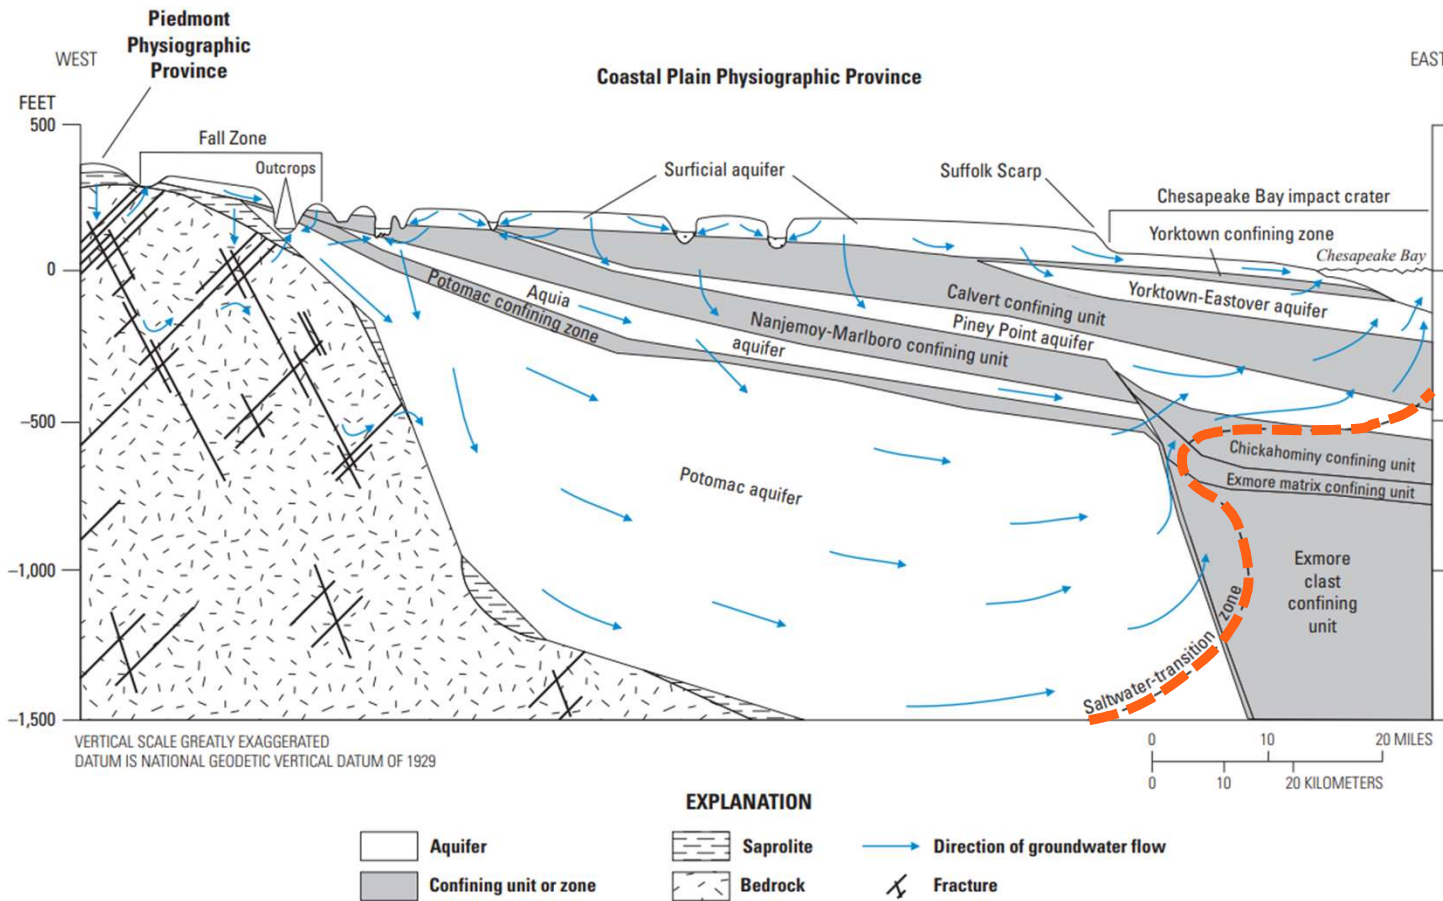 Piedmont
Physiographic
Province
WEST
EAST
Coastal Plain Physiographic Province
FEET
500
Fall Zone
Outcrops
Surficial aquifer
Suffolk Scarp
Chesapeake Bay impact crater
Yorktown confining zone
Chesapeake Bay
0
Potomac confining zone
Aquia
aquifer
Nanjemoy-Marlboro confining unit
Calvert confining unit
Piney Point aquifer
Yorktown-Eastover aquifer
–500
Chickahominy confining unit
Exmore matrix confining unit
Potomac aquifer
–1,000
Exmore
clast
confining
unit
Saltwater-transition zone
–1,500
VERTICAL SCALE GREATLY EXAGGERATED
DATUM IS NATIONAL GEODETIC VERTICAL DATUM OF 1929
0 10 20 MILES
0 10 20 KILOMETERS
EXPLANATION
Aquifer
Saprolite
Direction of groundwater flow
Confining unit or zone
Bedrock
Fracture